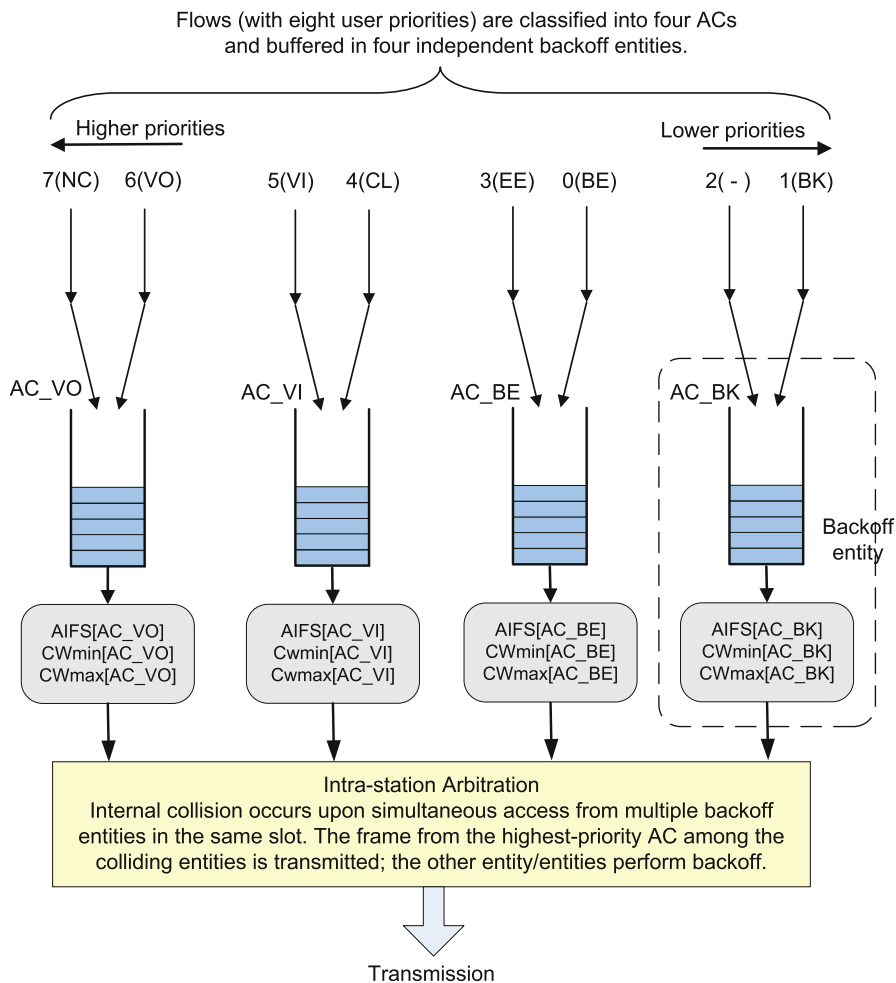 Flows (with eight user priorities) are classified into four ACs
and buffered in four independent backoff entities.
Higher priorities
Lower priorities
7(NC) 6(VO) 5(VI) 4(CL) 3(EE) 0(BE) 2( - ) 1(BK)
AC_VO AC_VI AC_BE AC_BK
Backoff
entity
AIFS[AC_VO]
CWmin[AC_VO]
CWmax[AC_VO]
AIFS[AC_VI]
Cwmin[AC_VI]
Cwmax[AC_VI]
AIFS[AC_BE]
CWmin[AC_BE]
CWmax[AC_BE]
AIFS[AC_BK]
CWmin[AC_BK]
CWmax[AC_BK]
Intra-station Arbitration
Internal collision occurs upon simultaneous access from multiple backoff
entities in the same slot. The frame from the highest-priority AC among the
colliding entities is transmitted; the other entity/entities perform backoff.
Transmission